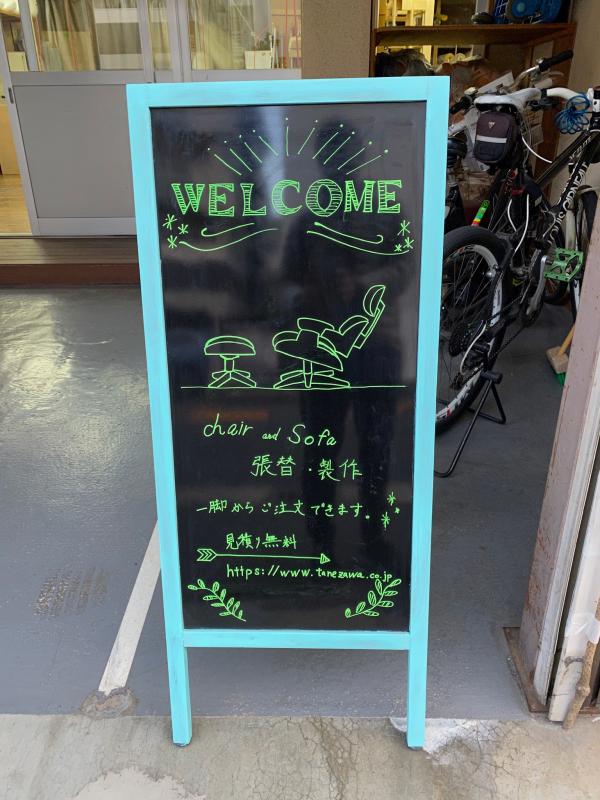 WELCOME
chair and Sofa
張替・製作
一脚からご注文できます。
見積り無料
https://www.tanezawa.co.jp